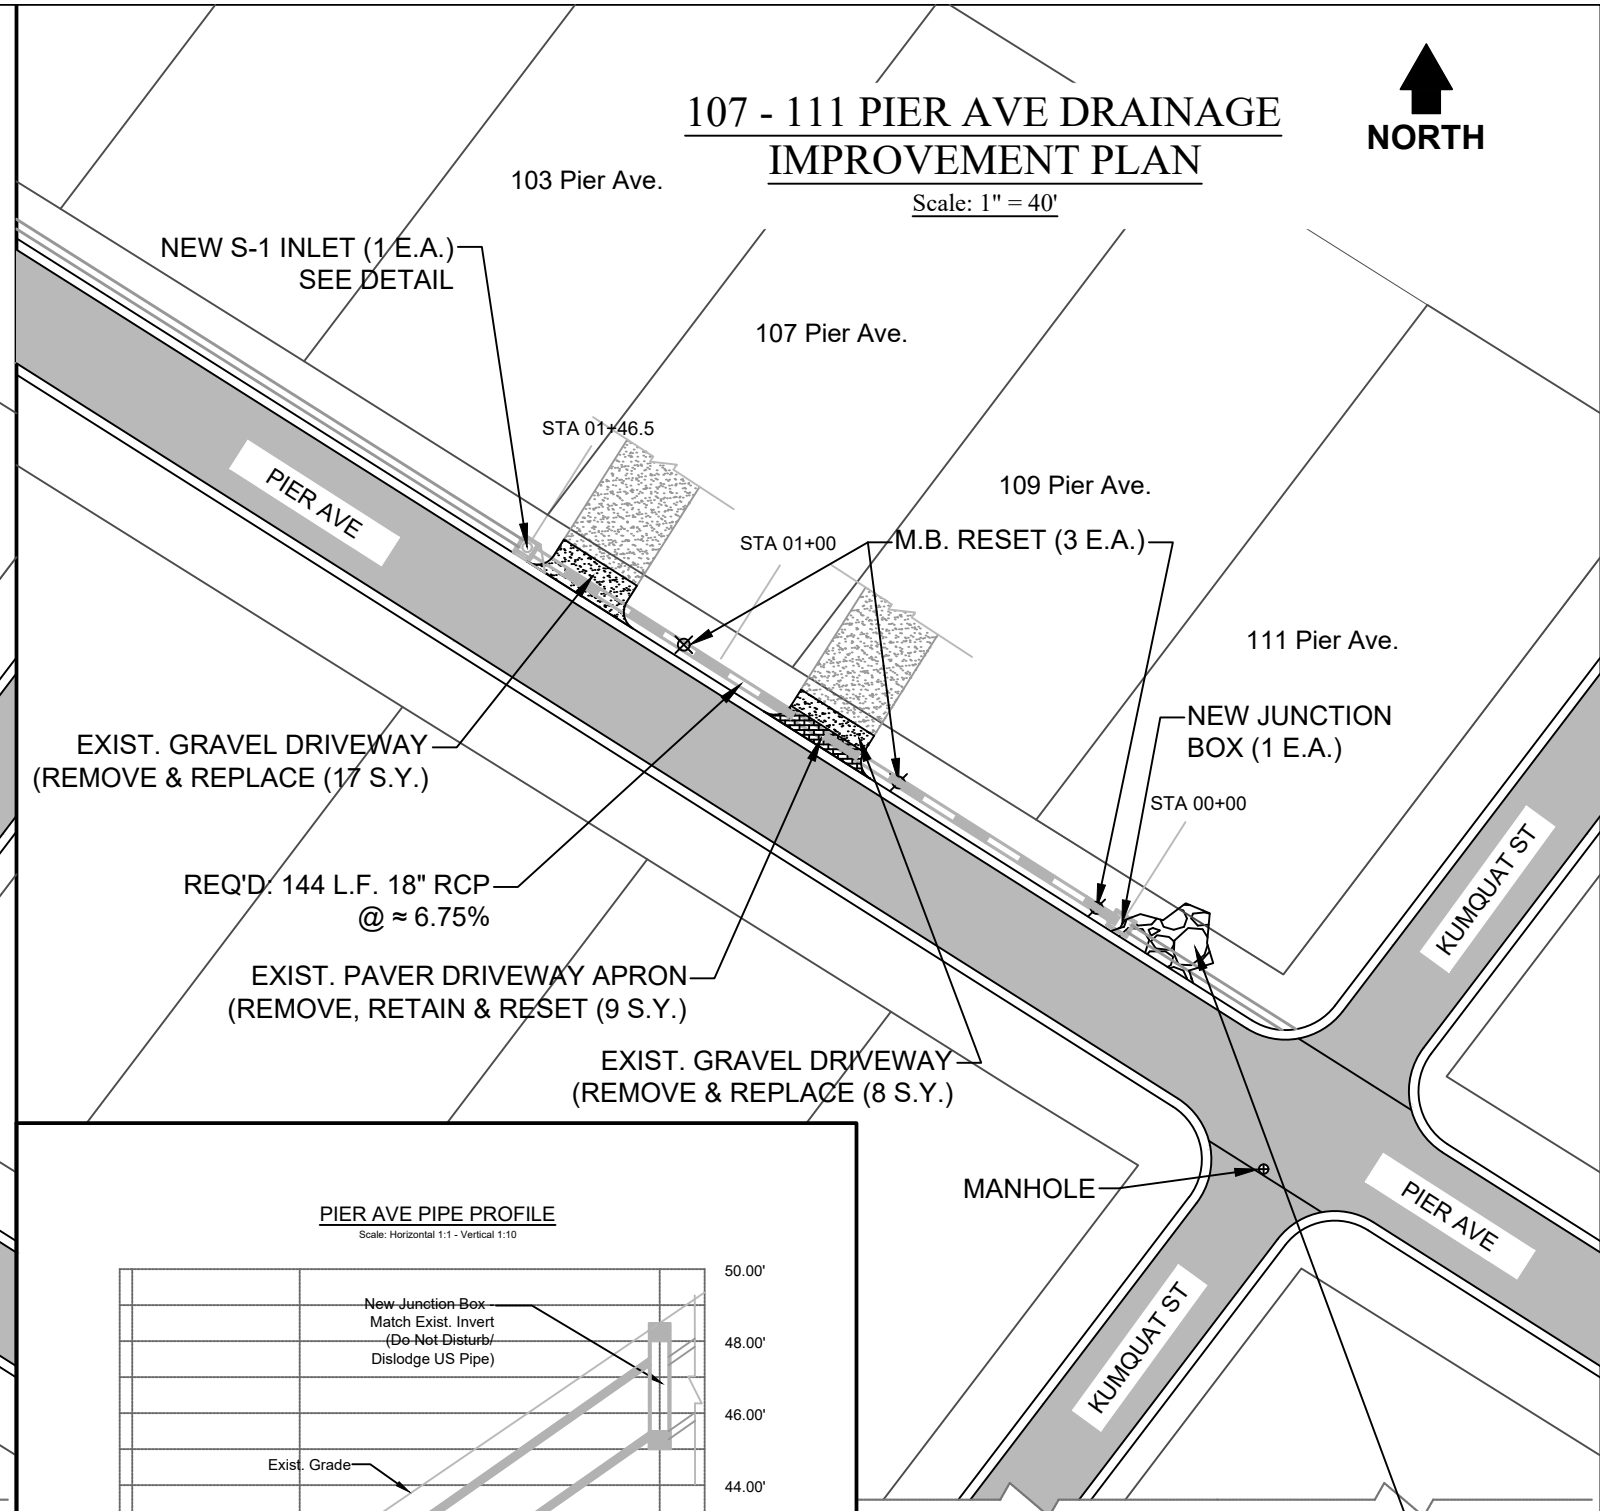 107 - 111 PIER AVE DRAINAGE
IMPROVEMENT PLAN
Scale: 1" = 40'
NORTH
103 Pier Ave.
NEW S-1 INLET (1 E.A.)
SEE DETAIL
107 Pier Ave.
STA 01+46.5
PIER AVE
109 Pier Ave.
STA 01+00
M.B. RESET (3 E.A.)
111 Pier Ave.
NEW JUNCTION
BOX (1 E.A.)
EXIST. GRAVEL DRIVEWAY
(REMOVE & REPLACE (17 S.Y.)
STA 00+00
REQ'D: 144 L.F. 18" RCP
@ ≈ 6.75%
KUMQUAT ST
EXIST. PAVER DRIVEWAY APRON
(REMOVE, RETAIN & RESET (9 S.Y.)
EXIST. GRAVEL DRIVEWAY
(REMOVE & REPLACE (8 S.Y.)
MANHOLE
PIER AVE
KUMQUAT ST
PIER AVE PIPE PROFILE
Scale: Horizontal 1:1 - Vertical 1:10
50.00'
New Junction Box -
Match Exist. Invert
(Do Not Disturb/
Dislodge US Pipe)
48.00'
46.00'
Exist. Grade
44.00'